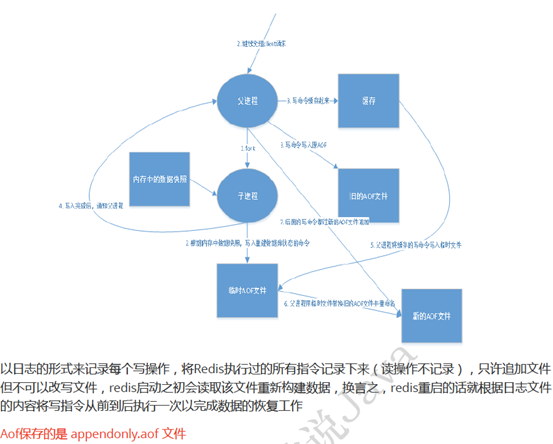 2.继续处理client请求
父进程
3.写命令缓存起来
缓存
1.fork
3.写命令写入原AOF
内存中的数据快照
子进程
旧的AOF文件
4.写入完成后，通知父进程
7.后面的写命令都往新的AOF文件追加
2.根据内存中数据快照，写入重建数据库状态的命令
5.父进程将缓存的写命令写入临时文件
临时AOF文件
6.父进程用临时文件替换旧的AOF文件并重命名
新的AOF文件
以日志的形式来记录每个写操作，将Redis执行过的所有指令记录下来（读操作不记录），只许追加文件
但不可以改写文件，redis启动之初会读取该文件重新构建数据，换言之，redis重启的话就根据日志文件
的内容将写指令从前到后执行一次以完成数据的恢复工作
Aof保存的是 appendonly.aof 文件
说Java